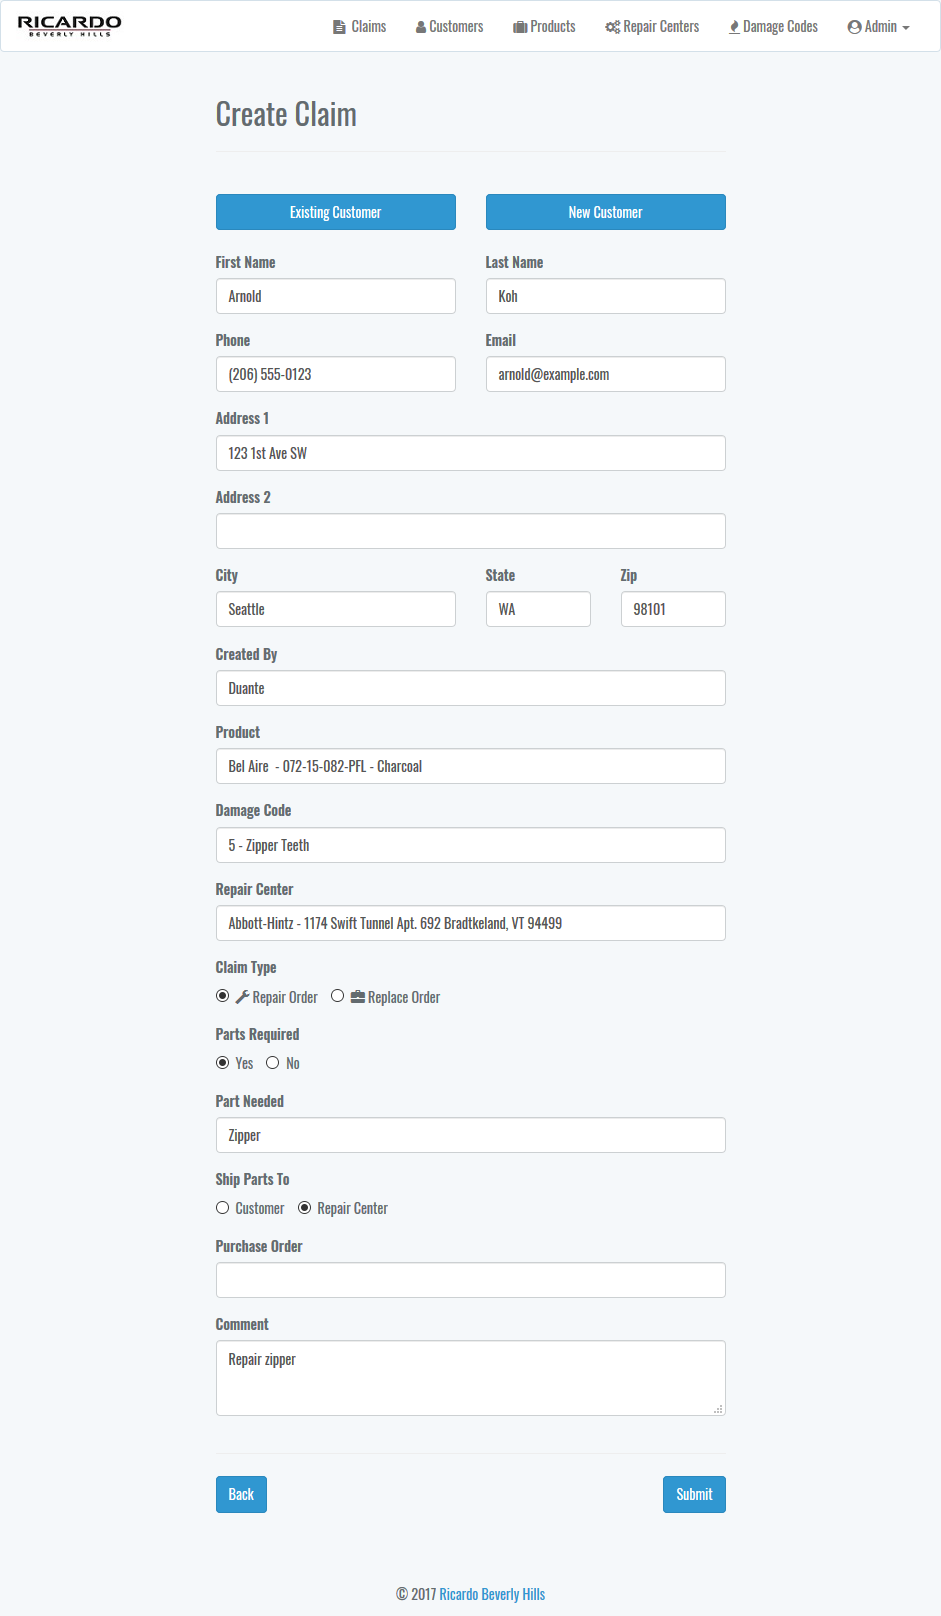 RICARDO
BEVERLY HILLS
Claims Customers Products Repair Centers Damage Codes Admin
Create Claim
Existing Customer New Customer
First Name Last Name
Arnold Koh
Phone Email
(206) 555-0123 arnold@example.com
Address 1
123 1st Ave SW
Address 2
City State Zip
Seattle WA 98101
Created By
Duante
Product
Bel Aire - 072-15-082-PFL - Charcoal
Damage Code
5 - Zipper Teeth
Repair Center
Abbott-Hintz - 1174 Swift Tunnel Apt. 692 Bradtkeland, VT 94499
Claim Type
Repair Order Replace Order
Parts Required
Yes No
Part Needed
Zipper
Ship Parts To
Customer Repair Center
Purchase Order
Comment
Repair zipper
Back Submit
© 2017 Ricardo Beverly Hills